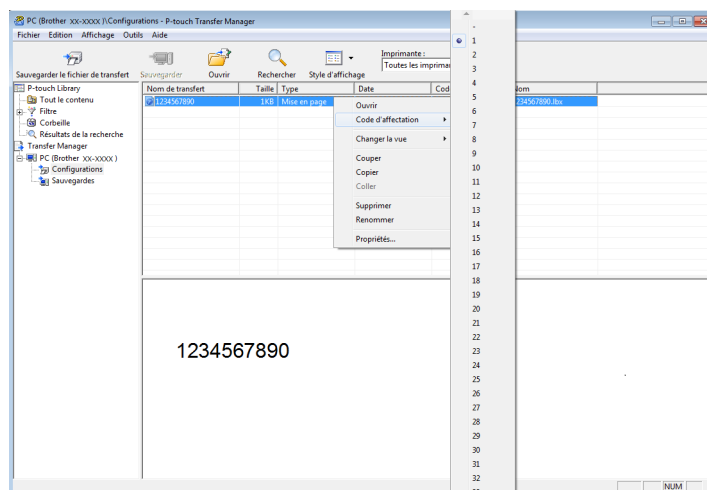 PC (Brother XX-XXXX )\Configurations - P-touch Transfer Manager
Fichier Edition Affichage Outils Aide
Imprimante :
Toutes les
Sauvegarder le fichier de transfert Sauvegarder Ouvrir Rechercher Style d'affichage
P-touch Library
Tout le contenu
Filtre
Corbeille
Résultats de la recherche
Transfer Manager
PC (Brother XX-XXXX )
Configurations
Sauvegardes
Nom de transfert Taille Type Date Cod Nom
1234567890 1KB Mise en page 234567890.lbx
Ouvrir
Code d'affectation
Changer la vue
Couper
Copier
Coller
Supprimer
Renommer
Propriétés...
-
1
2
3
4
5
6
7
8
9
10
11
12
13
14
15
16
17
18
19
20
21
22
23
24
25
26
27
28
29
30
31
32
1234567890
NUM